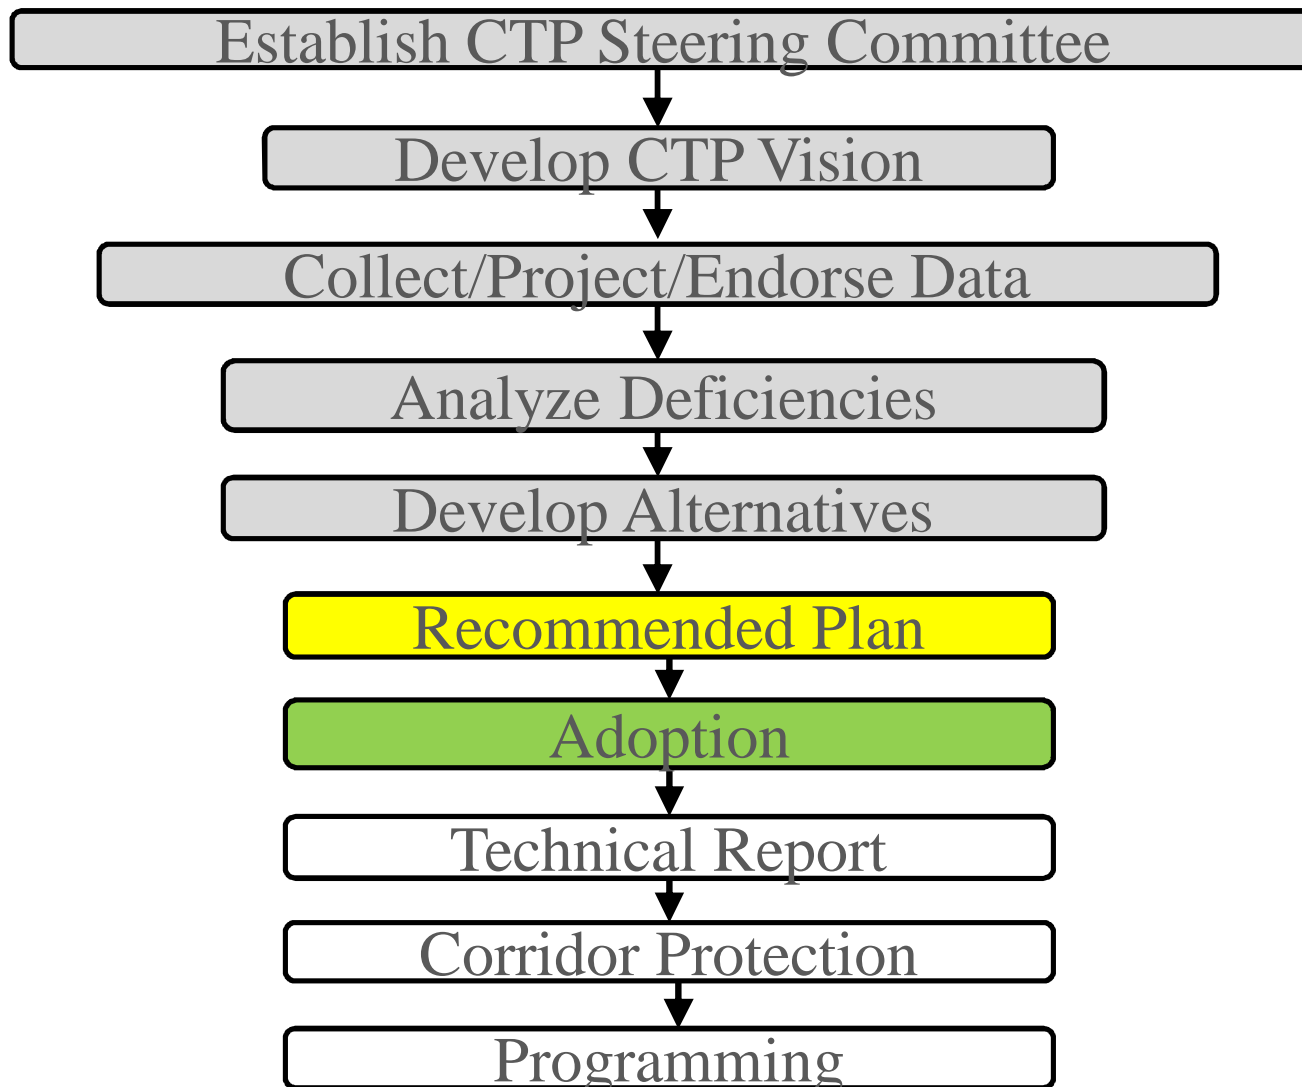 Establish CTP Steering Committee
Develop CTP Vision
Collect/Project/Endorse Data
Analyze Deficiencies
Develop Alternatives
Recommended Plan
Adoption
Technical Report
Corridor Protection
Programming